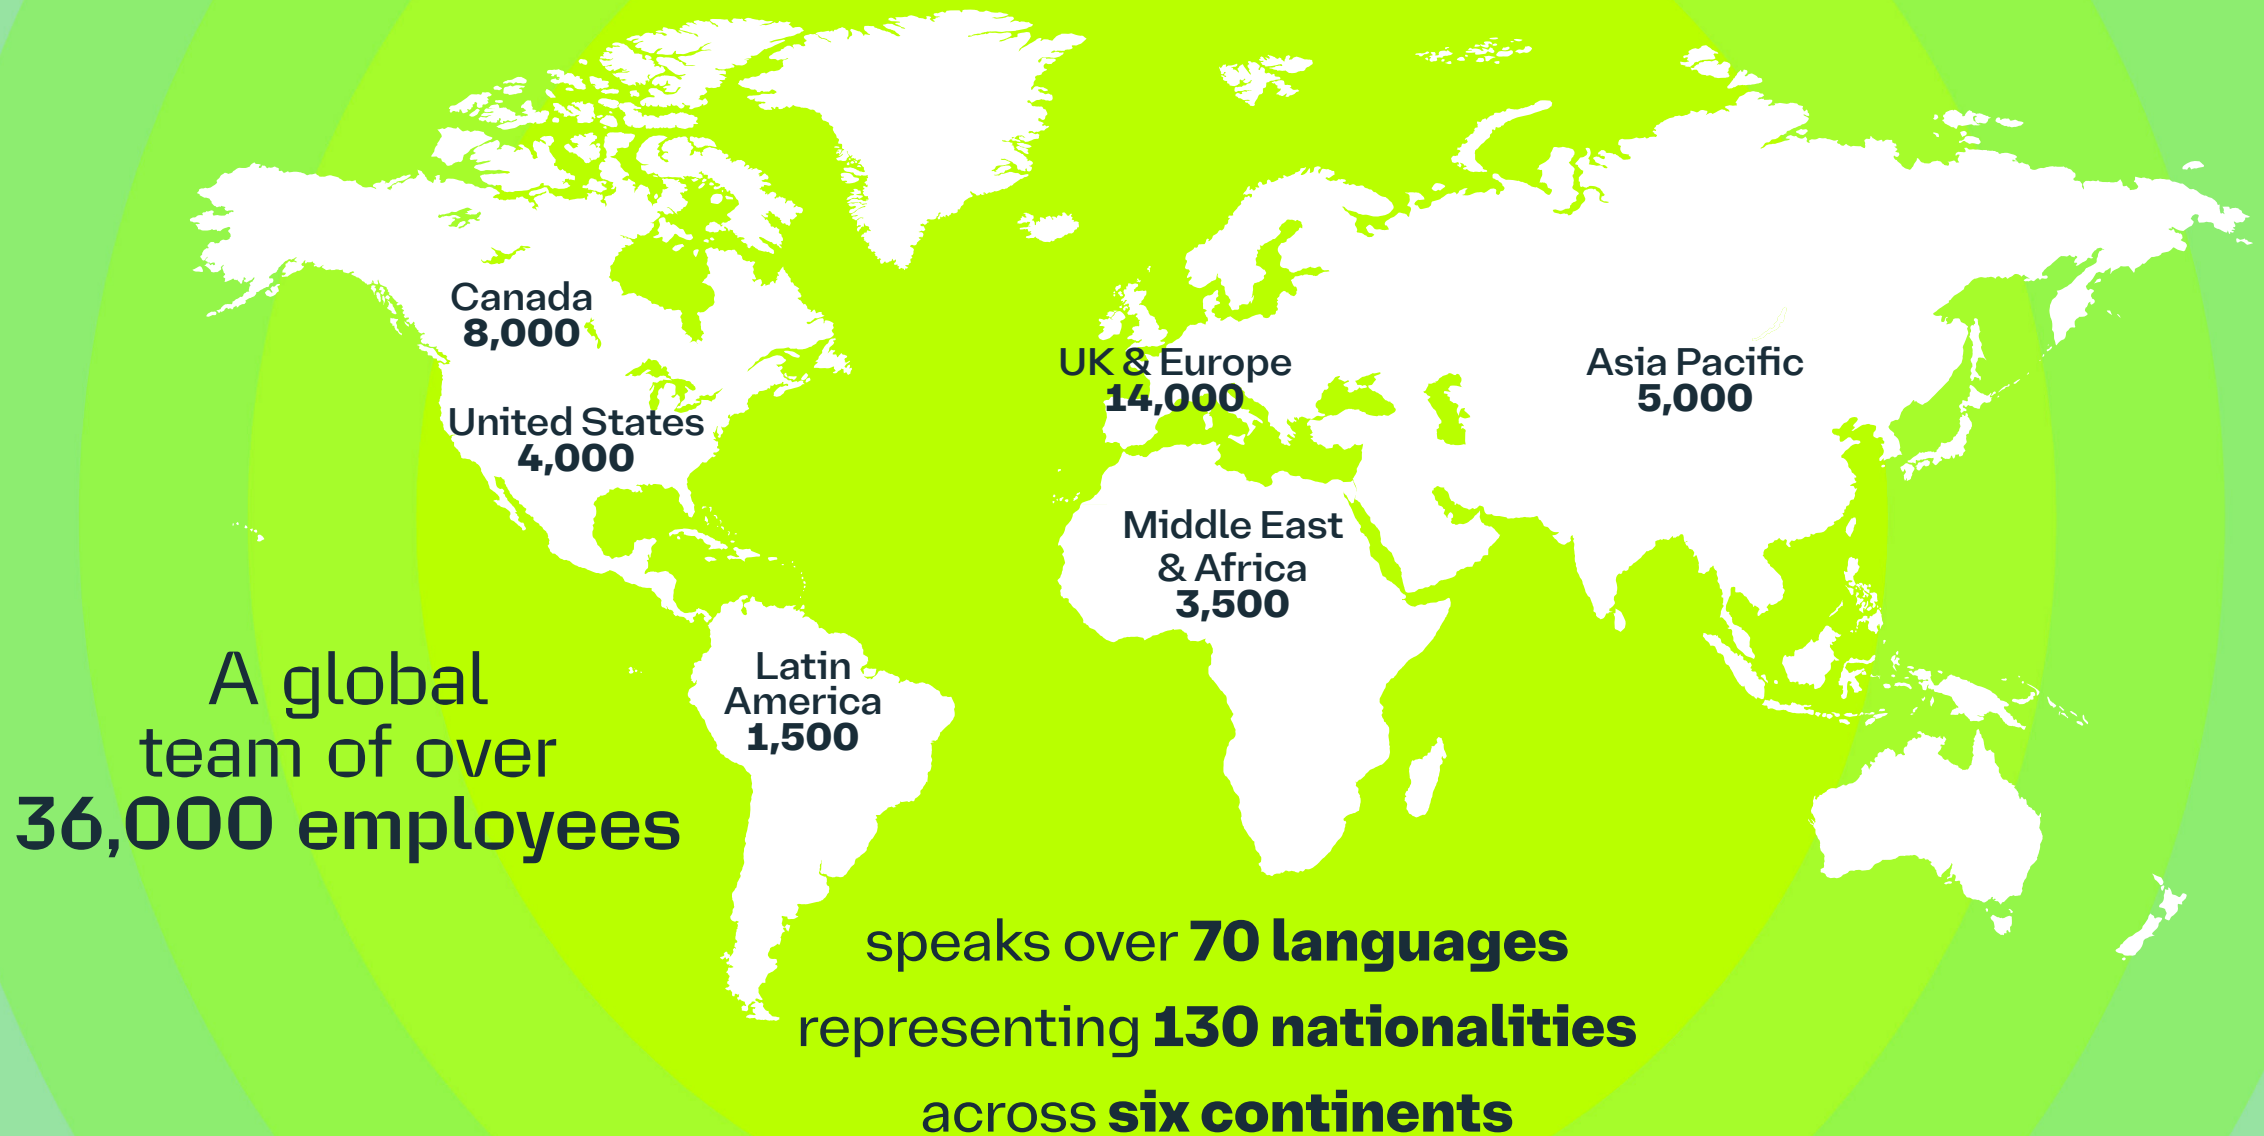 Canada
8,000
United States
4,000
UK & Europe
14,000
Asia Pacific
5,000
Middle East
& Africa
3,500
Latin
America
1,500
A global
team of over
36,000 employees
speaks over 70 languages
representing 130 nationalities
across six continents